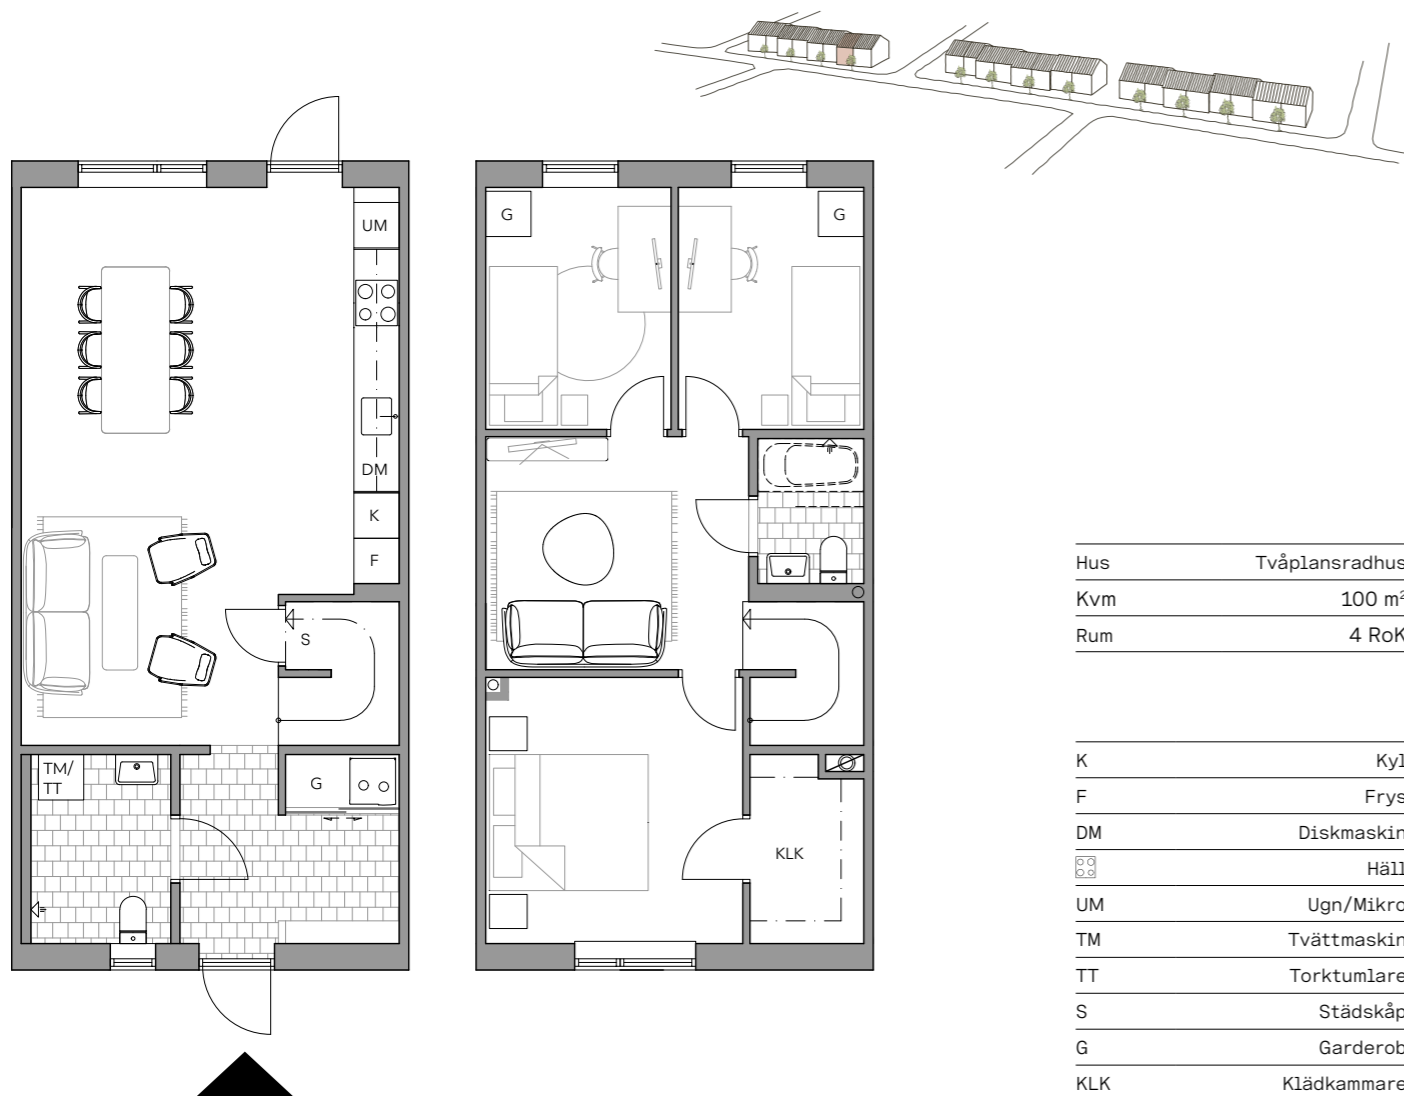 UM
DM
K
F
S
TM/
TT
G
G
G
KLK
Hus Tvåplansradhus
Kvm 100 m²
Rum 4 RoK
K Kyl
F Frys
DM Diskmaskin
Häll
UM Ugn/Mikro
TM Tvättmaskin
TT Torktumlare
S Städskåp
G Garderob
KLK Klädkammare